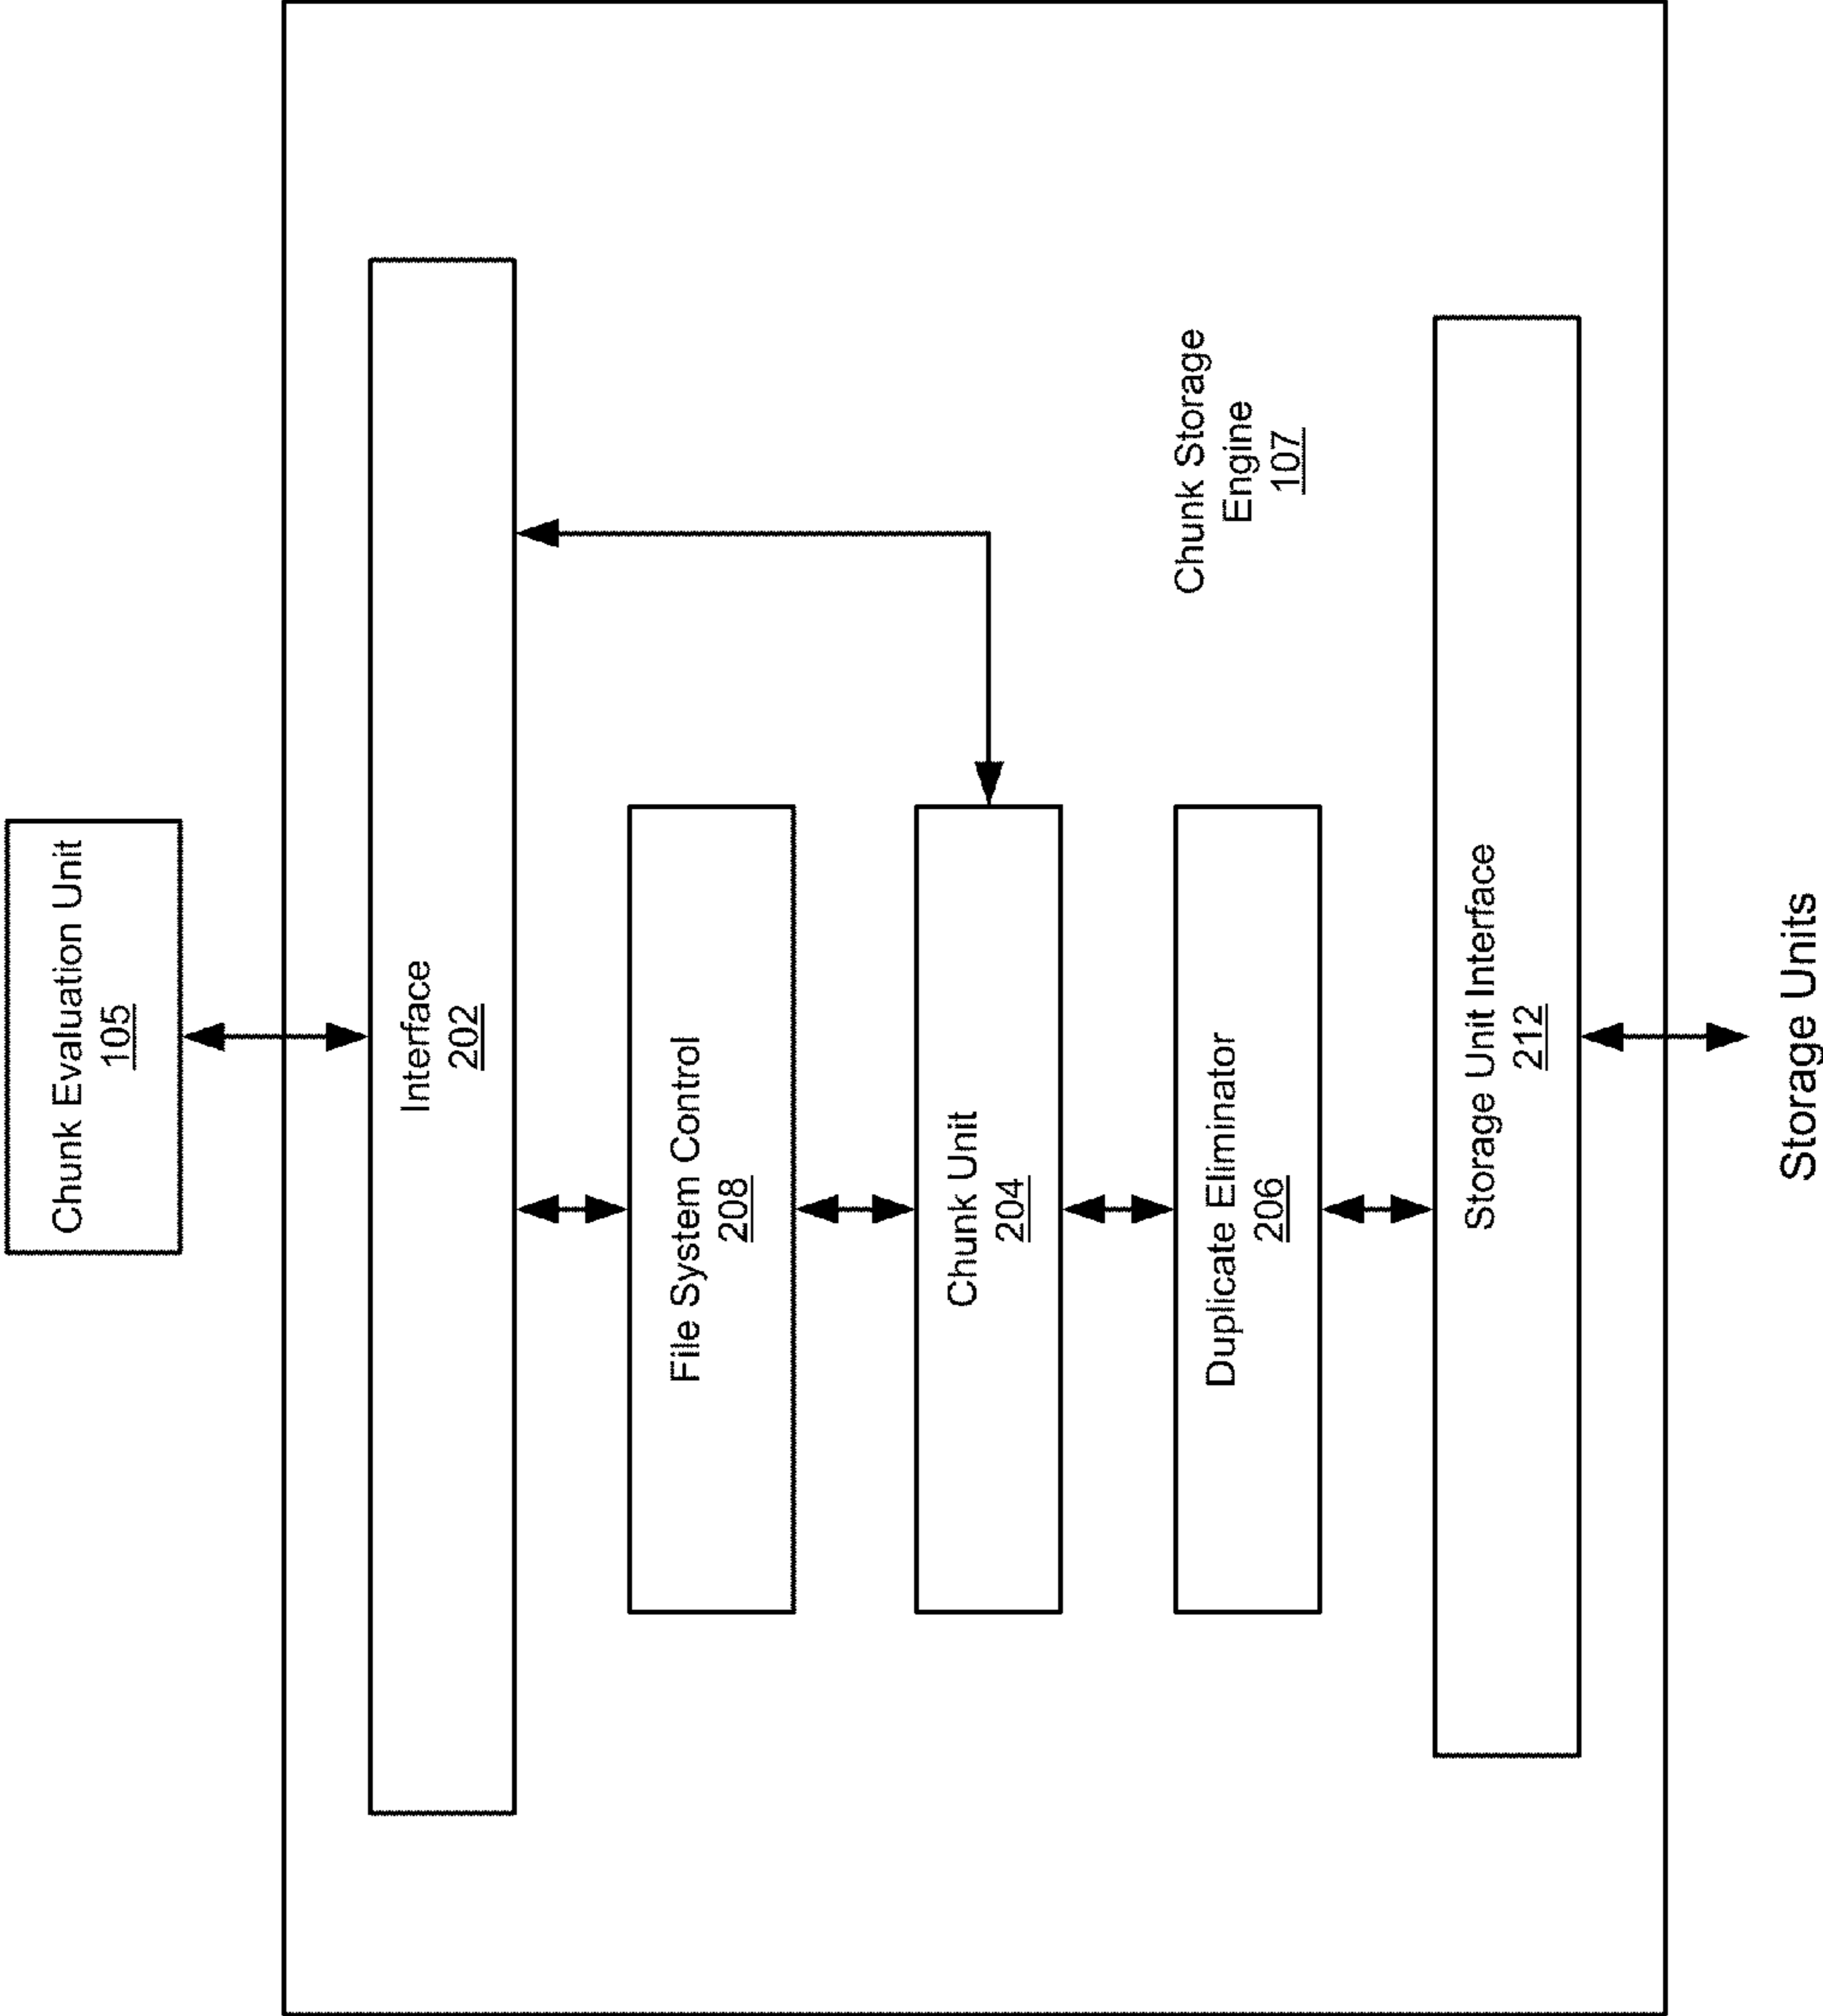 Chunk Evaluation Unit
105
Interface
202
File System Control
208
Chunk Unit
204
Duplicate Eliminator
206
Chunk Storage
Engine
107
Storage Unit Interface
212
Storage Units